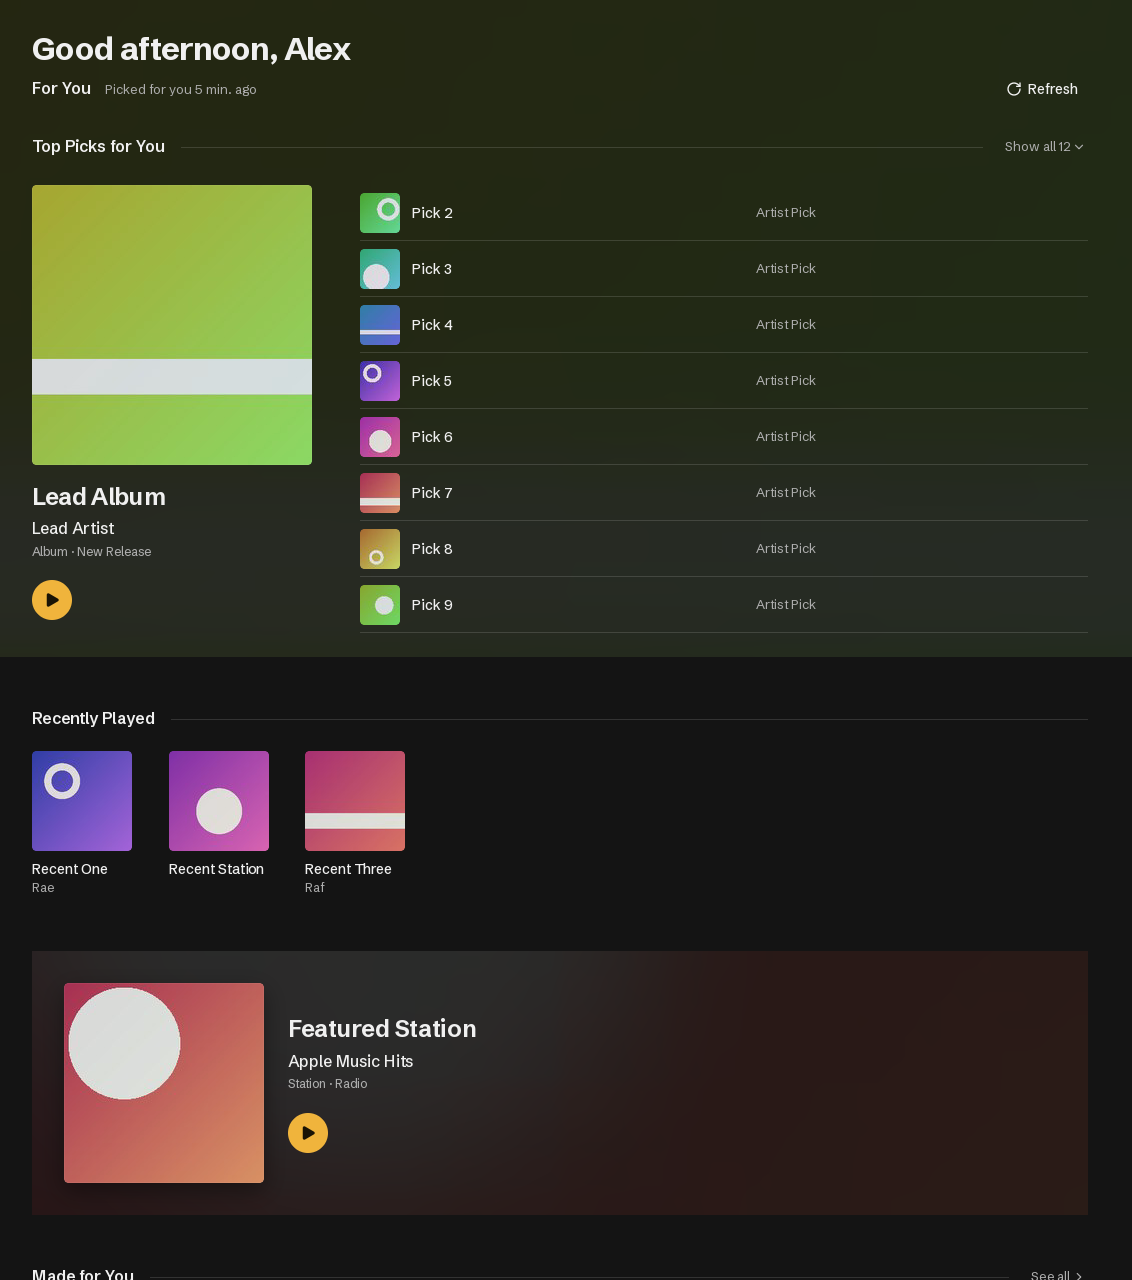 Good afternoon, Alex
For You Picked for you 5 min. ago Refresh
Top Picks for You Show all 12
Pick 2 Artist Pick
Pick 3 Artist Pick
Pick 4 Artist Pick
Pick 5 Artist Pick
Pick 6 Artist Pick
Pick 7 Artist Pick
Pick 8 Artist Pick
Pick 9 Artist Pick
Lead Album
Lead Artist
Album · New Release
Recently Played
Recent One
Rae
Recent Station
Recent Three
Raf
Featured Station
Apple Music Hits
Station · Radio
Made for You See all